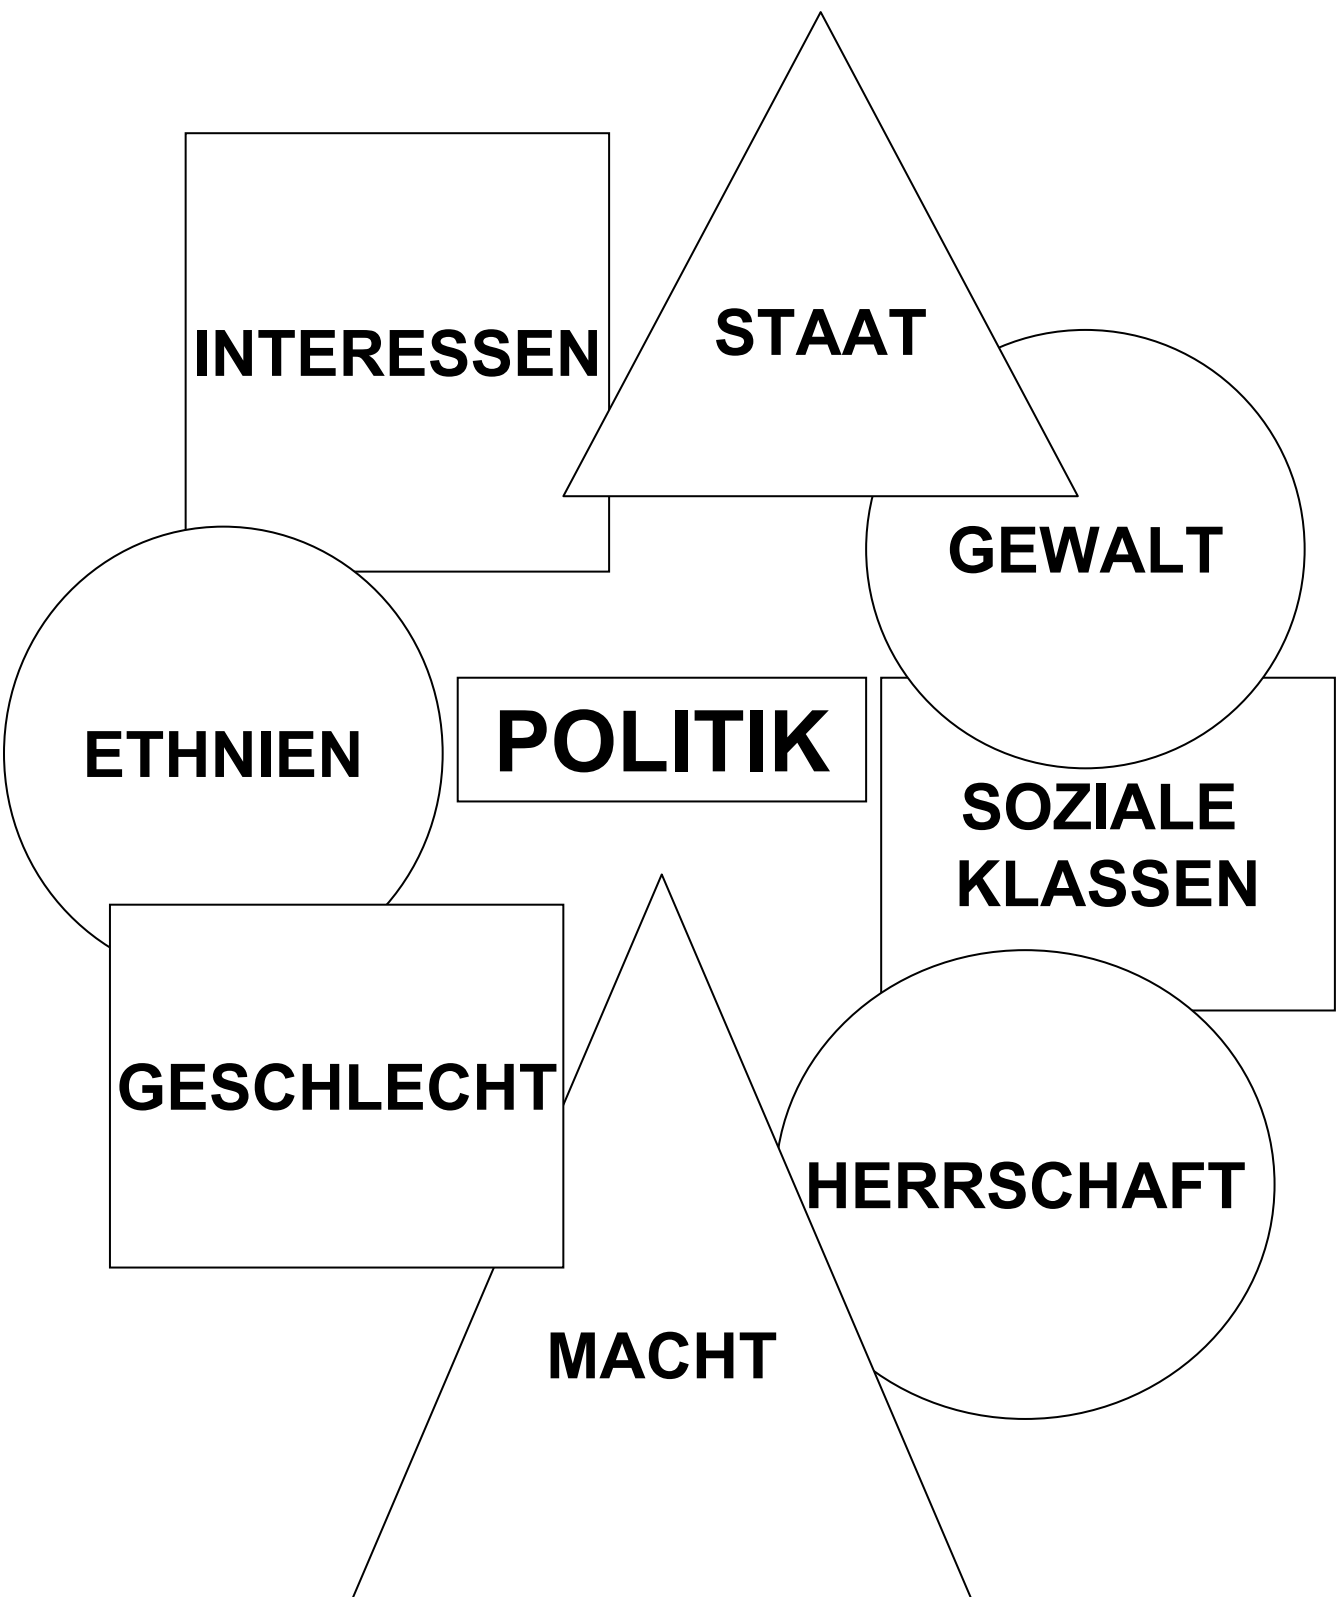 STAAT
INTERESSEN
GEWALT
POLITIK
ETHNIEN
SOZIALE
KLASSEN
GESCHLECHT
HERRSCHAFT
MACHT